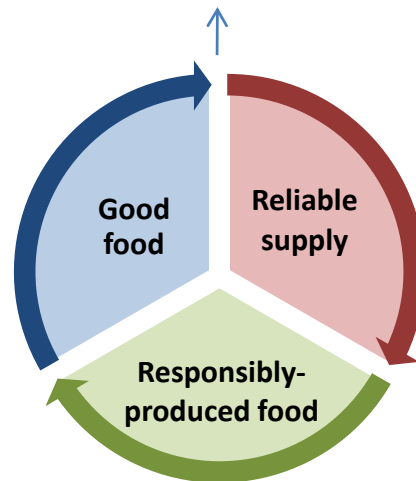 Good
food
Reliable
supply
Responsibly-
produced food